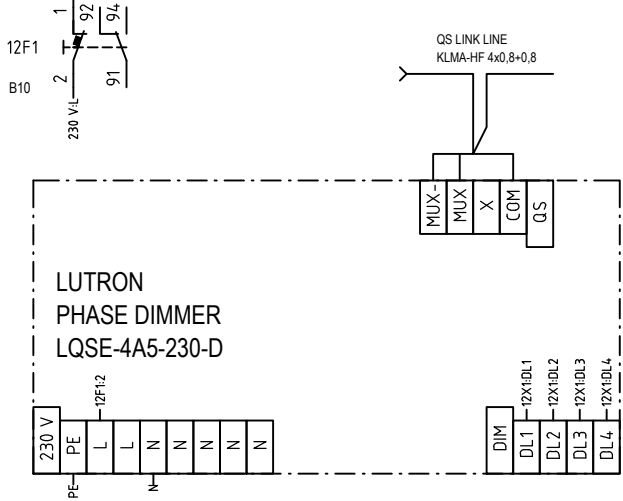 1
92
94
12F1
B10
2
91
230 V:L
QS LINK LINE
KLMA-HF 4x0,8+0,8
MUX-
MUX
X
COM
QS
LUTRON
PHASE DIMMER
LQSE-4A5-230-D
12F1:2
12X1:DL1
12X1:DL2
12X1:DL3
12X1:DL4
230 V
PE
L
L
N
N
N
N
N
DIM
DL1
DL2
DL3
DL4
PE
N